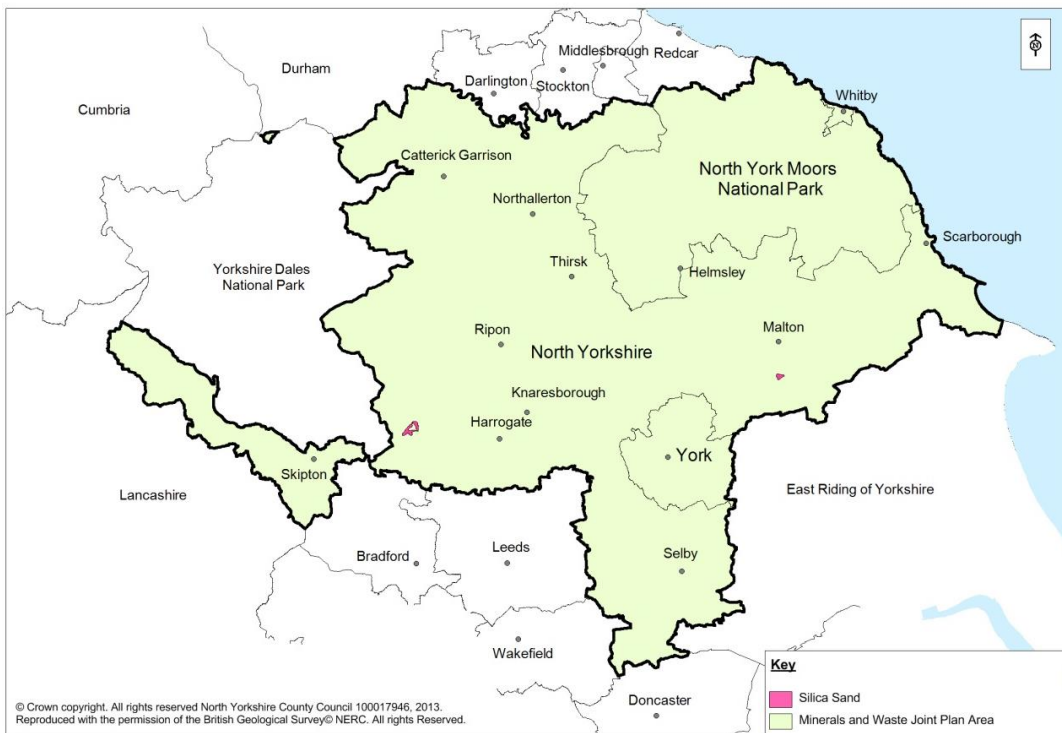 N
Redcar
Middlesbrough
Durham
Darlington
Stockton
Cumbria
Whitby
Catterick Garrison
North York Moors
National Park
Northallerton
Scarborough
Yorkshire Dales
National Park
Thirsk
Helmsley
Malton
Ripon
North Yorkshire
Knaresborough
Harrogate
York
Skipton
Lancashire
East Riding of Yorkshire
Bradford
Leeds
Selby
Wakefield
Doncaster
Key
Silica Sand
Minerals and Waste Joint Plan Area
© Crown copyright. All rights reserved North Yorkshire County Council 100017946, 2013.
Reproduced with the permission of the British Geological Survey© NERC. All rights Reserved.